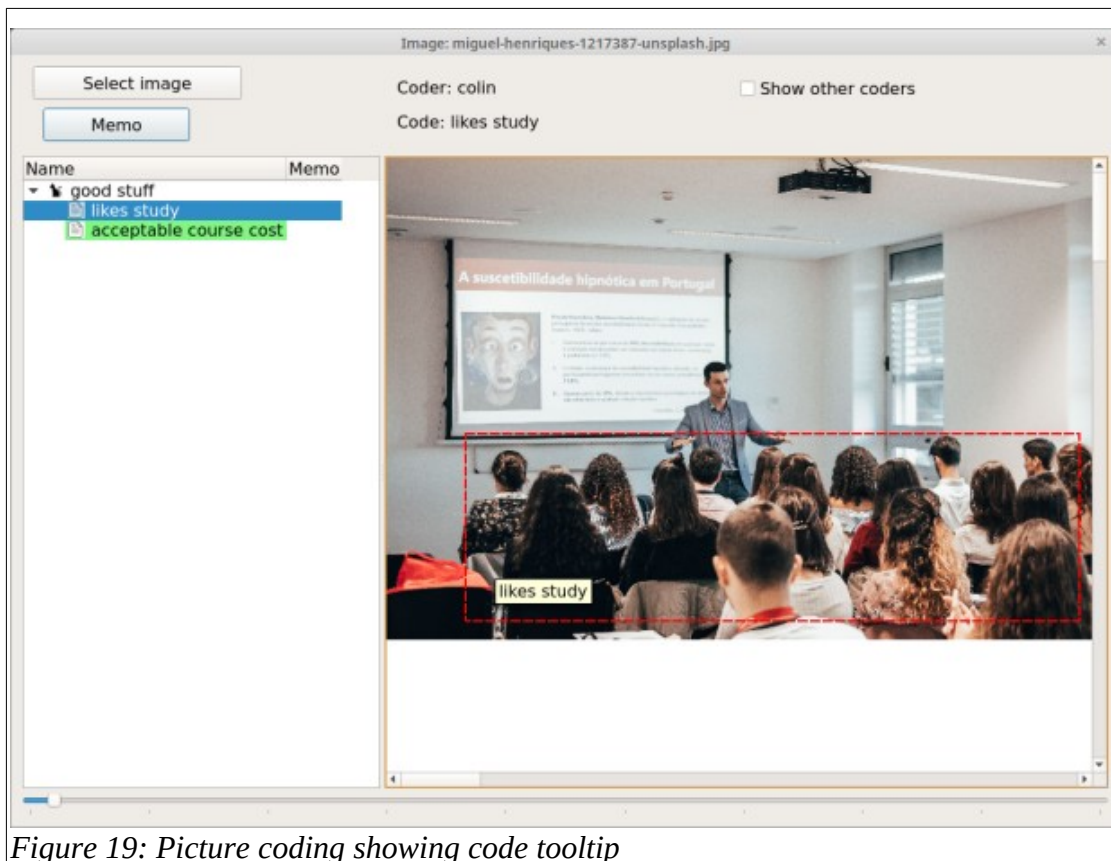 Image: miguel-henriques-1217387-unsplash.jpg
Select image
Memo
Coder: colin
Code: likes study
Show other coders
Name Memo
good stuff
likes study
acceptable course cost
A suscetibilidade hipnótica em Portugal
likes study
Figure 19: Picture coding showing code tooltip